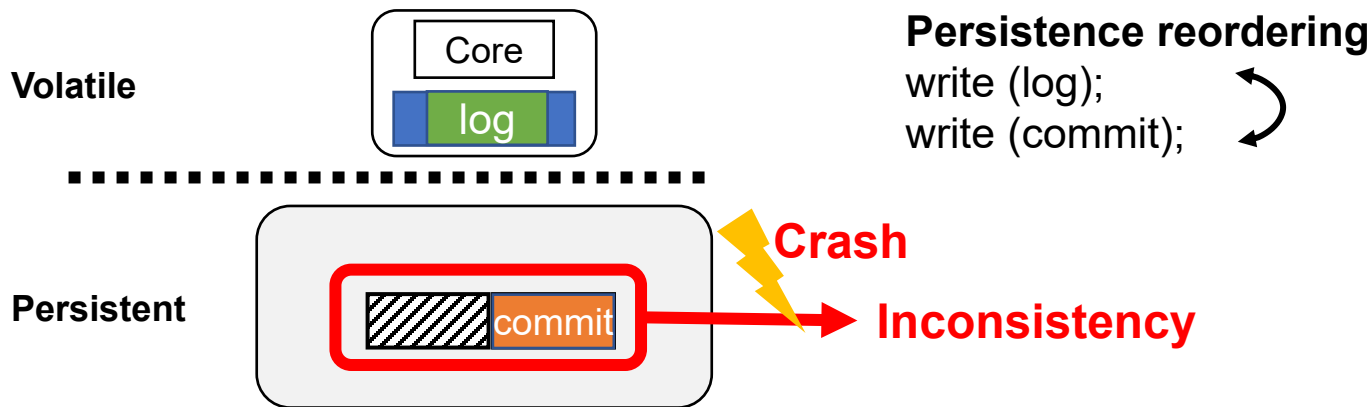 Volatile
Core
log
Persistence reordering
write (log);
write (commit);
Persistent
commit
Crash
Inconsistency